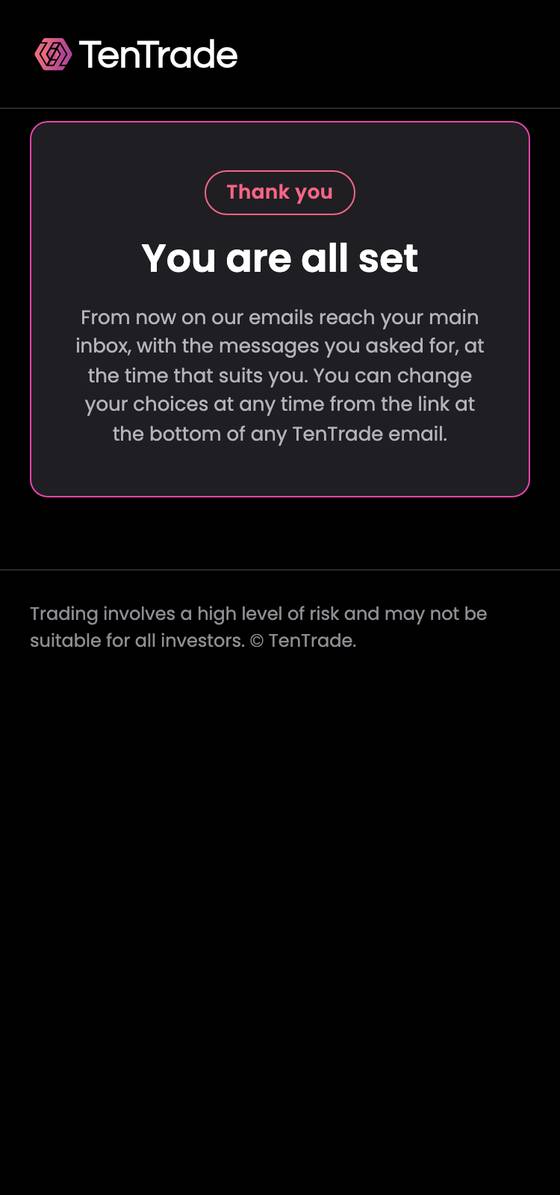 TenTrade
Thank you
You are all set
From now on our emails reach your main
inbox, with the messages you asked for, at
the time that suits you. You can change
your choices at any time from the link at
the bottom of any TenTrade email.
Trading involves a high level of risk and may not be
suitable for all investors. © TenTrade.